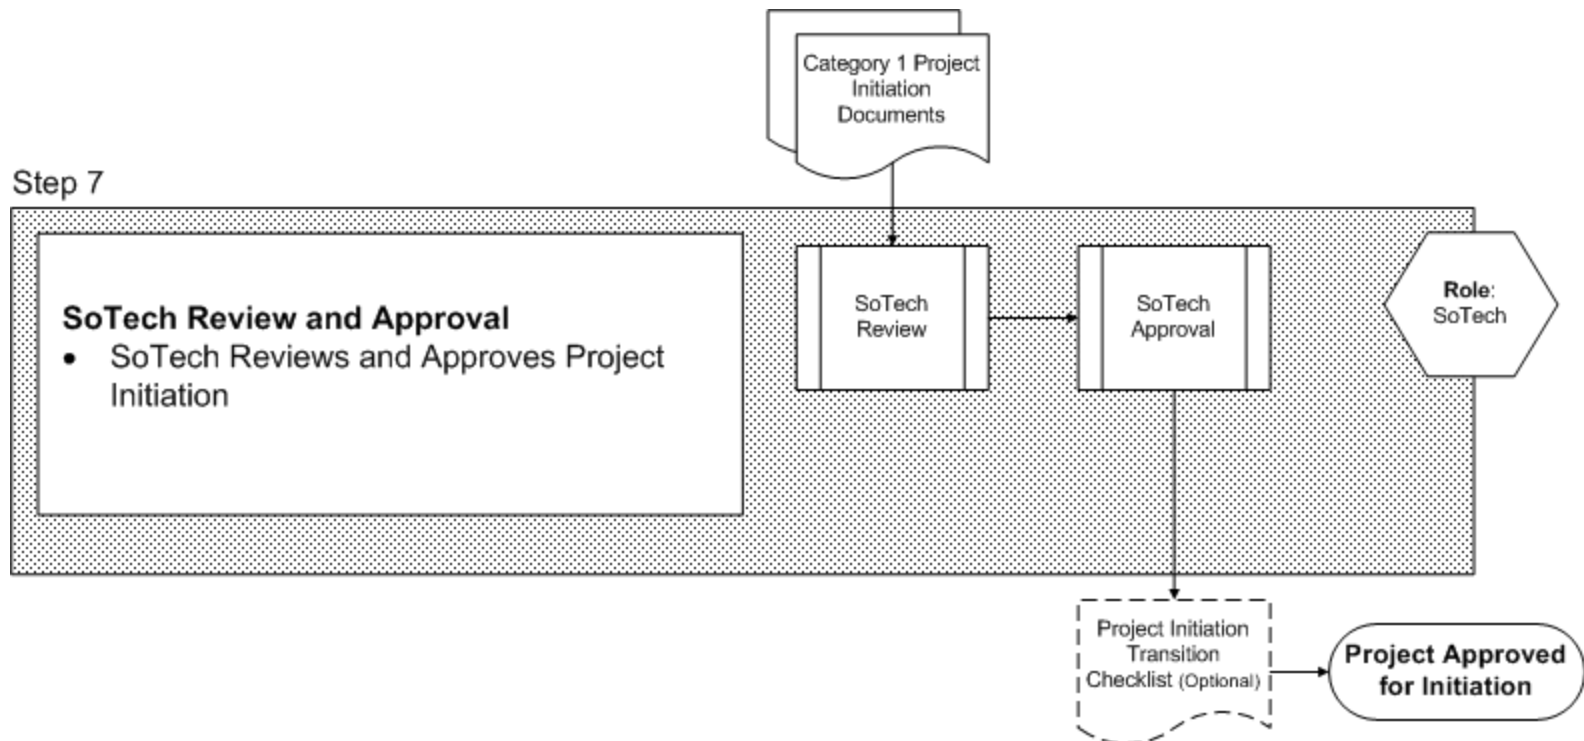 Category 1 Project
Initiation
Documents
Step 7
SoTech Review and Approval
• SoTech Reviews and Approves Project
Initiation
SoTech
Review
SoTech
Approval
Role:
SoTech
Project Initiation
Transition
Checklist (Optional)
Project Approved
for Initiation